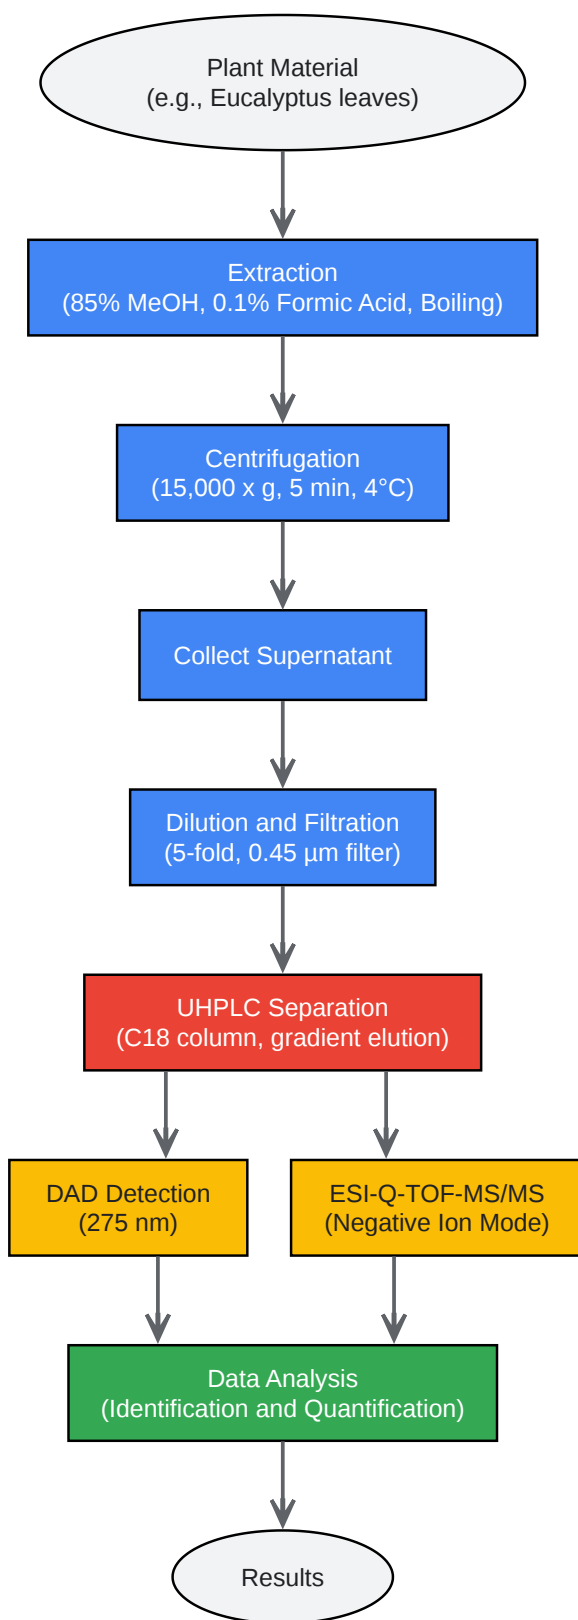 Plant Material
(e.g., Eucalyptus leaves)
Extraction
(85% MeOH, 0.1% Formic Acid, Boiling)
Centrifugation
(15,000 x g, 5 min, 4°C)
Collect Supernatant
Dilution and Filtration
(5-fold, 0.45 µm filter)
UHPLC Separation
(C18 column, gradient elution)
DAD Detection
(275 nm)
ESI-Q-TOF-MS/MS
(Negative Ion Mode)
Data Analysis
(Identification and Quantification)
Results